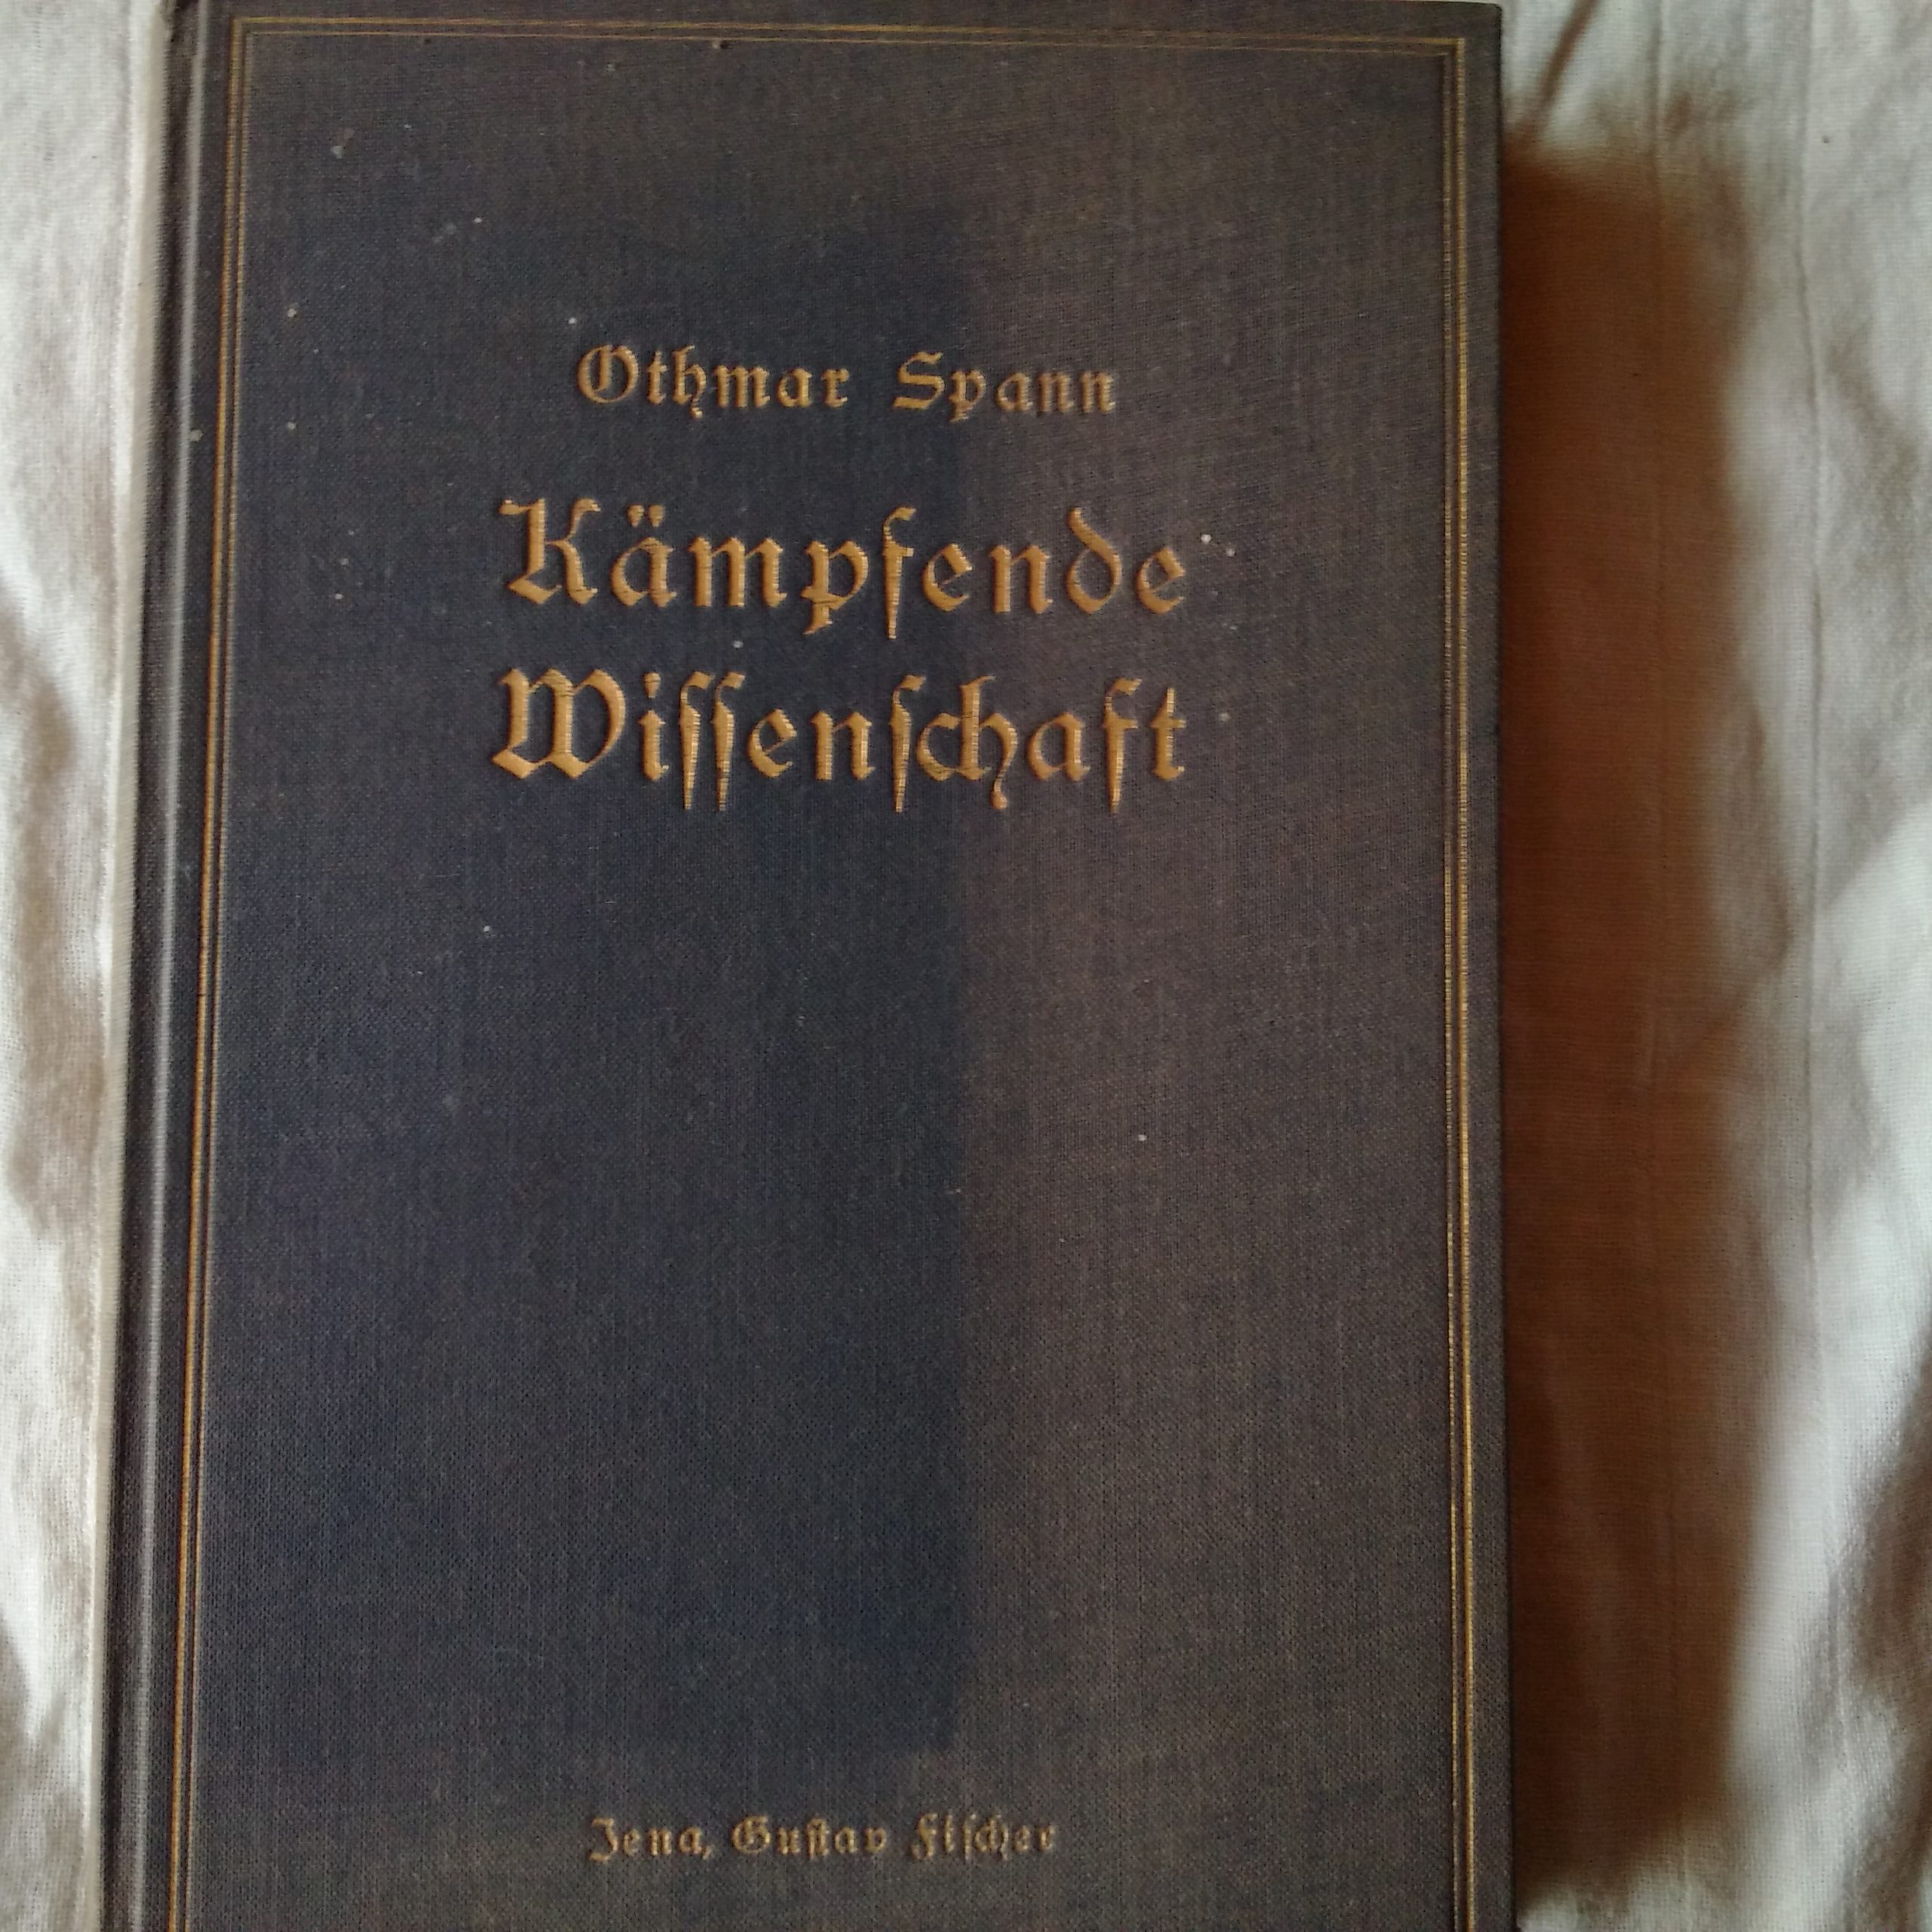 Othmar Spann
Kämpfende
Wiſſenſchaft
Jena, Guſtav Fiſcher